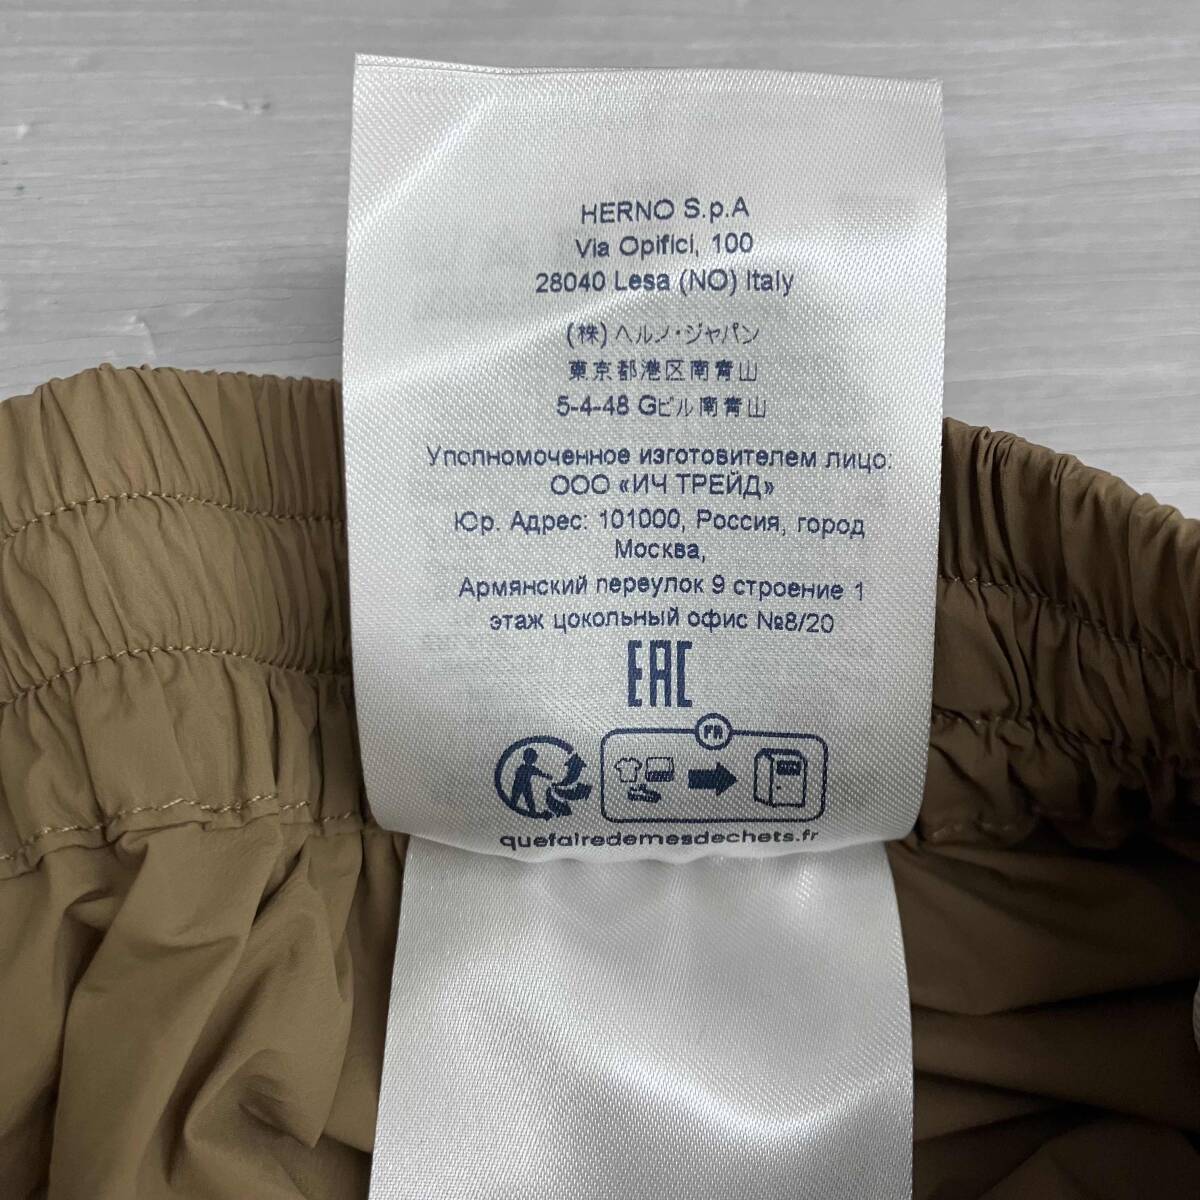 HERNO S.p.A
Via Opifici, 100
28040 Lesa (NO) Italy
(株)ヘルノ・ジャパン
東京都港区南青山
5-4-48 Gビル南青山
Уполномоченное изготовителем лицо:
ООО «ИЧ ТРЕЙД»
Юр. Адрес: 101000, Россия, город
Москва,
Армянский переулок 9 строение 1
этаж цокольный офис №8/20
EAC
FR
quefairedemesdechets.fr